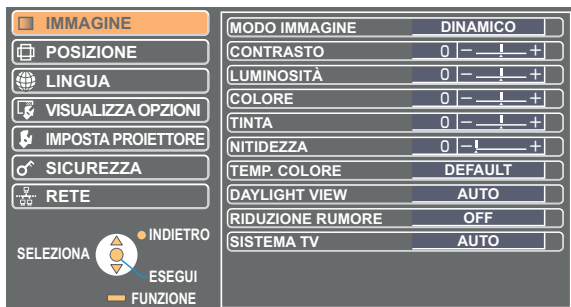 IMMAGINE
POSIZIONE
LINGUA
VISUALIZZA OPZIONI
IMPOSTA PROIETTORE
SICUREZZA
RETE
INDIETRO
SELEZIONA
ESEGUI
FUNZIONE
MODO IMMAGINE DINAMICO
CONTRASTO 0 - +
LUMINOSITÀ 0 - +
COLORE 0 - +
TINTA 0 - +
NITIDEZZA 0 - +
TEMP. COLORE DEFAULT
DAYLIGHT VIEW AUTO
RIDUZIONE RUMORE OFF
SISTEMA TV AUTO